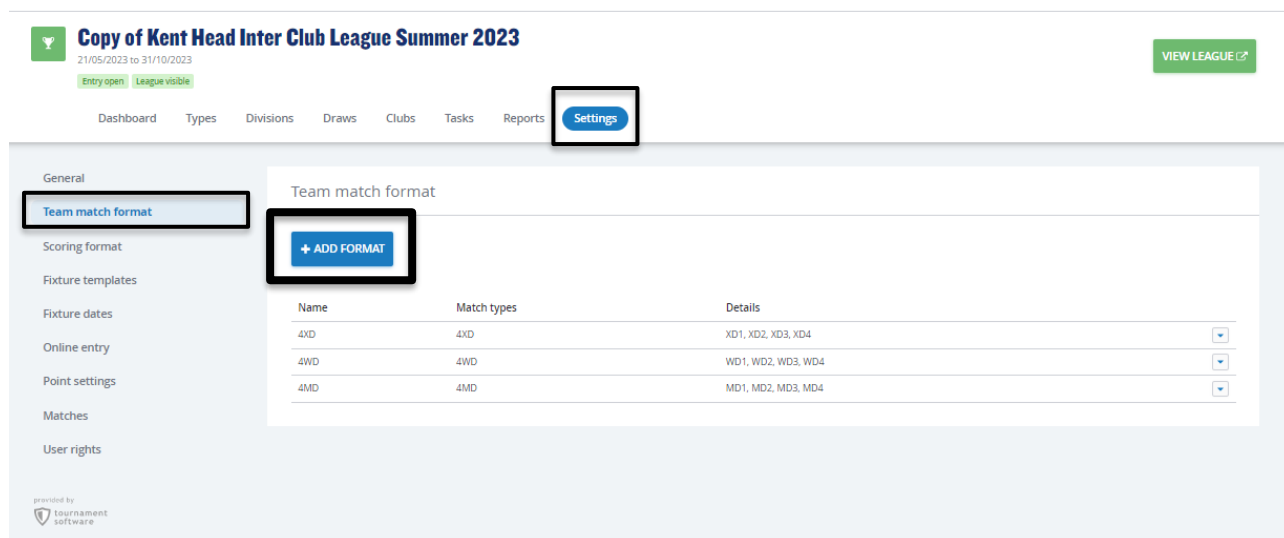 Copy of Kent Head Inter Club League Summer 2023
21/05/2023 to 31/10/2023
Entry open League visible
VIEW LEAGUE
Dashboard Types Divisions Draws Clubs Tasks Reports Settings
General
Team match format
Scoring format
Fixture templates
Fixture dates
Online entry
Point settings
Matches
User rights
provided by
tournament
software
Team match format
+ ADD FORMAT
Name Match types Details
4XD 4XD XD1, XD2, XD3, XD4
4WD 4WD WD1, WD2, WD3, WD4
4MD 4MD MD1, MD2, MD3, MD4